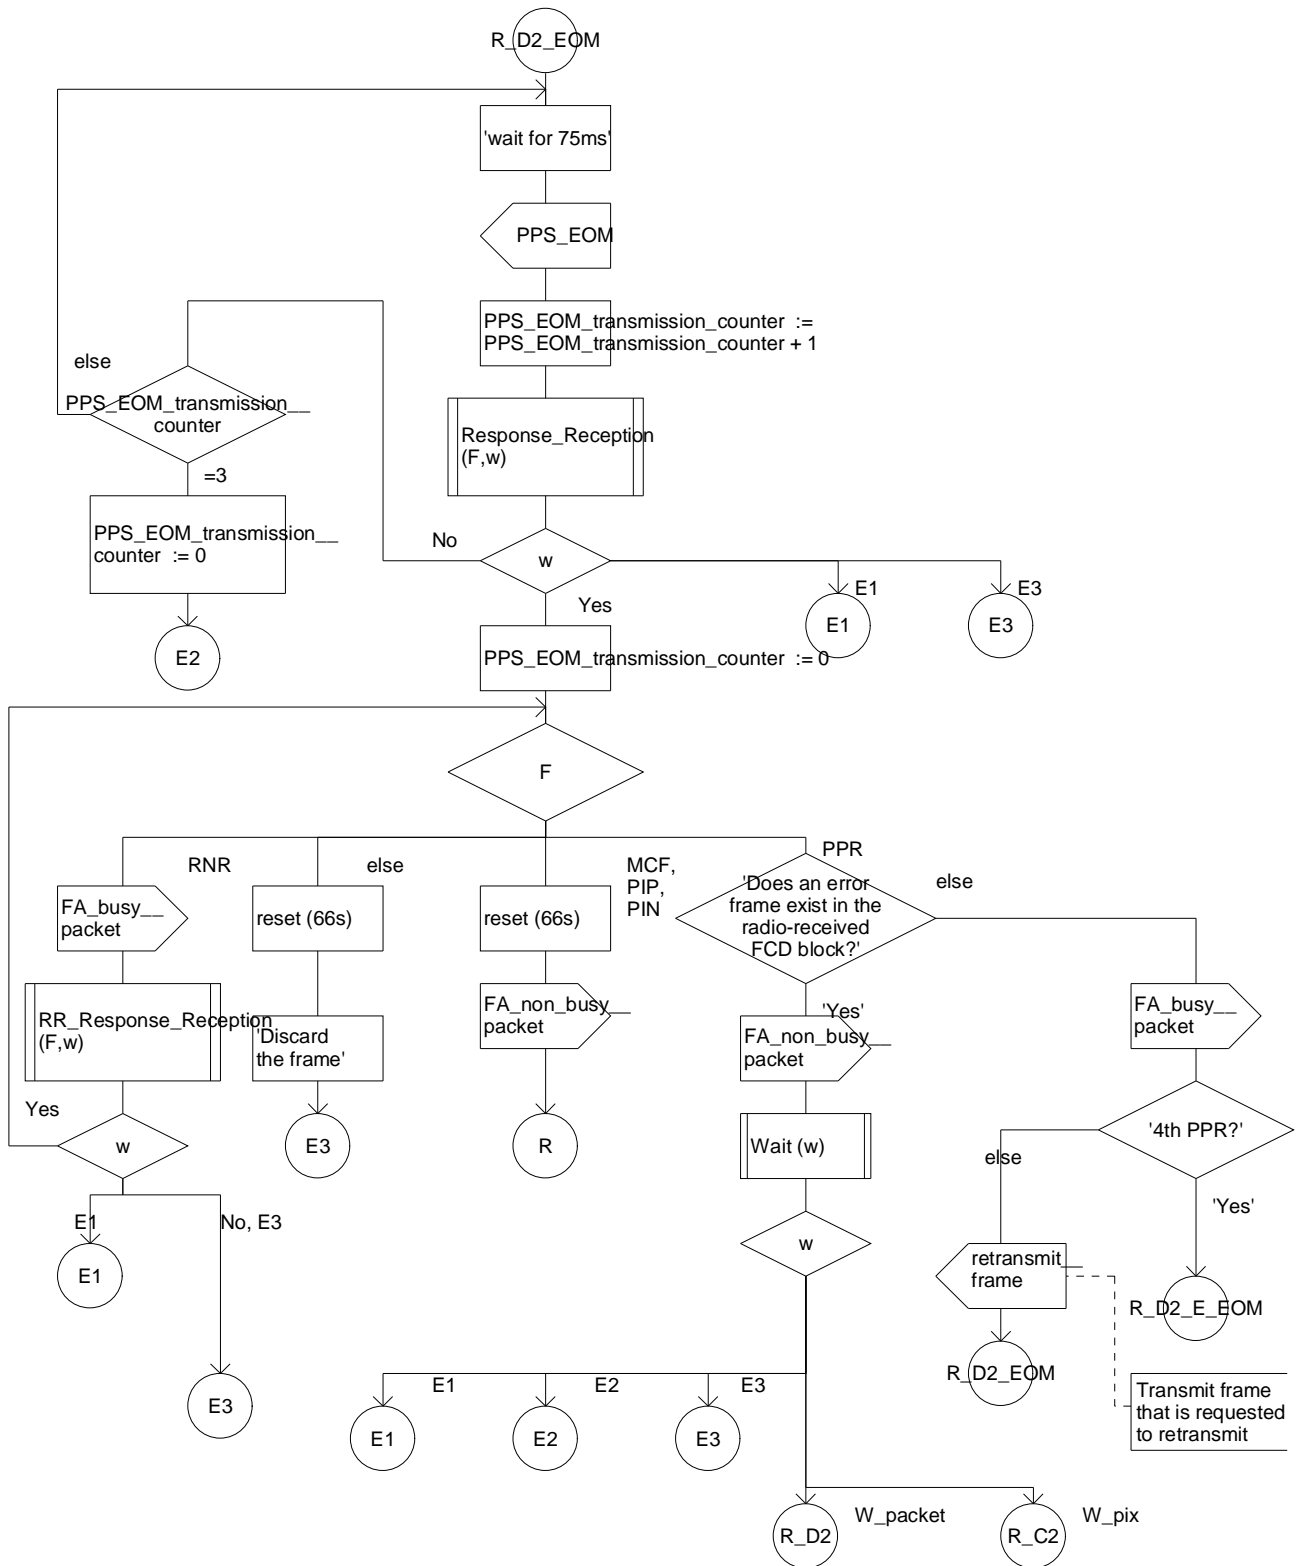 R_D2_EOM
'wait for 75ms'
PPS_EOM
PPS_EOM_transmission_counter :=
PPS_EOM_transmission_counter + 1
else
PPS_EOM_transmission__
counter
Response_Reception
(F,w)
=3
PPS_EOM_transmission__
counter := 0
No
w
E1
E3
Yes
E1
E3
E2
PPS_EOM_transmission_counter := 0
F
RNR
else
MCF,
PIP,
PIN
PPR
FA_busy__
packet
reset (66s)
reset (66s)
'Does an error
frame exist in the
radio-received
FCD block?'
else
RR_Response_Reception
(F,w)
'Discard
the frame'
FA_non_busy__
packet
'Yes'
FA_non_busy__
packet
FA_busy__
packet
Yes
w
E3
R
Wait (w)
'4th PPR?'
else
'Yes'
E1
No, E3
w
E1
retransmit__
frame
R_D2_E_EOM
R_D2_EOM
E1
E2
E3
E3
E1
E2
E3
Transmit frame
that is requested
to retransmit
W_packet
W_pix
R_D2
R_C2